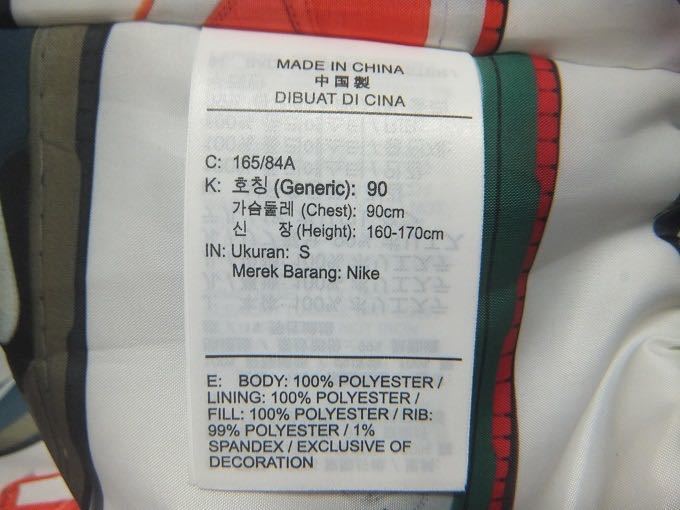 MADE IN CHINA
中国製
DIBUAT DI CINA
C: 165/84A
K: 호칭 (Generic): 90
가슴둘레 (Chest): 90cm
신 장 (Height): 160-170cm
IN: Ukuran: S
Merek Barang: Nike
E: BODY: 100% POLYESTER /
LINING: 100% POLYESTER /
FILL: 100% POLYESTER / RIB:
99% POLYESTER / 1%
SPANDEX / EXCLUSIVE OF
DECORATION